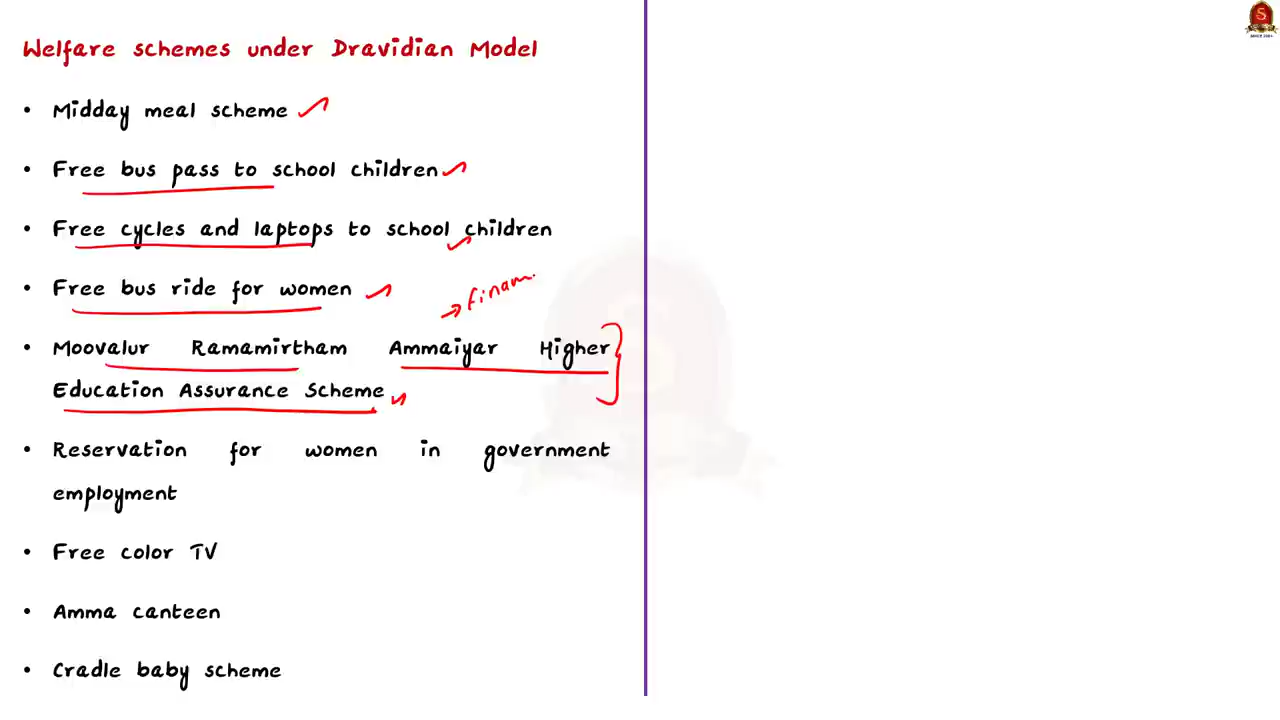 Welfare schemes under Dravidian Model
• Midday meal scheme
• Free bus pass to school children
• Free cycles and laptops to school children
• Free bus ride for women
→ finan
• Moovalur Ramamirtham Ammaiyar Higher
Education Assurance Scheme
• Reservation for women in government
employment
• Free color TV
• Amma canteen
• Cradle baby scheme
S